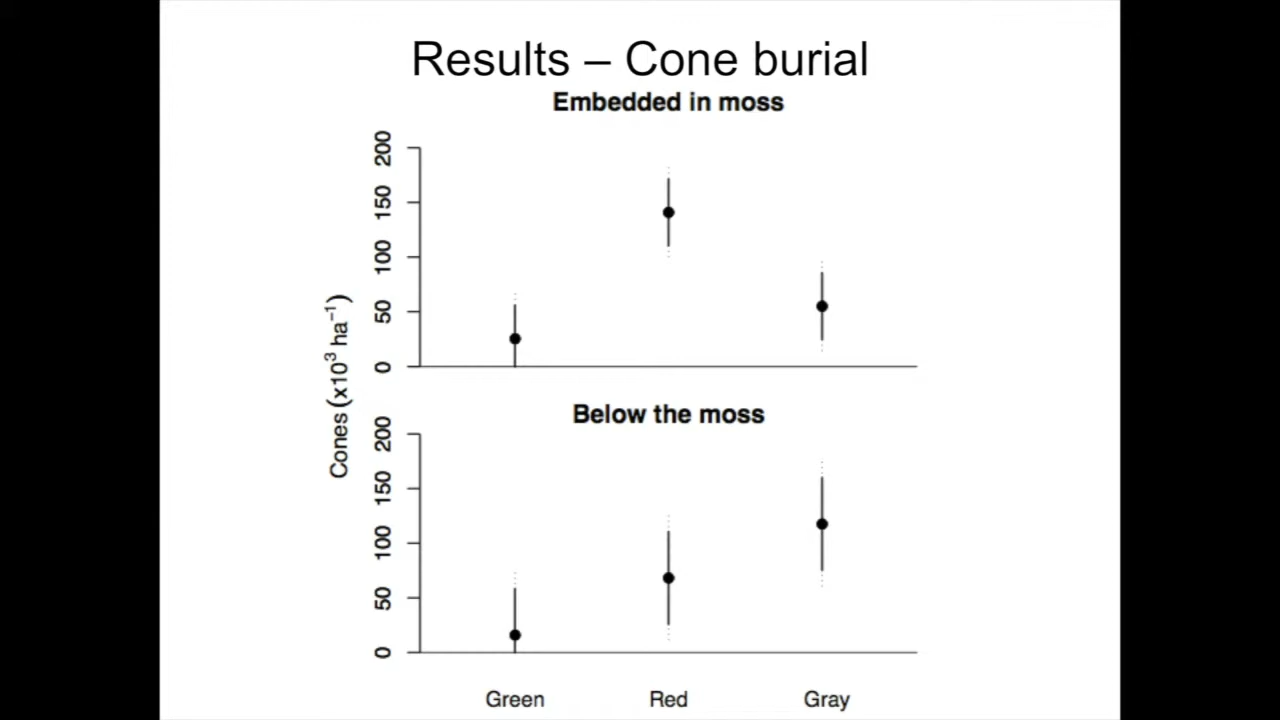 Results – Cone burial
Embedded in moss
200
150
100
50
0
Cones (x10³ ha⁻¹)
Below the moss
200
150
100
50
0
Green Red Gray